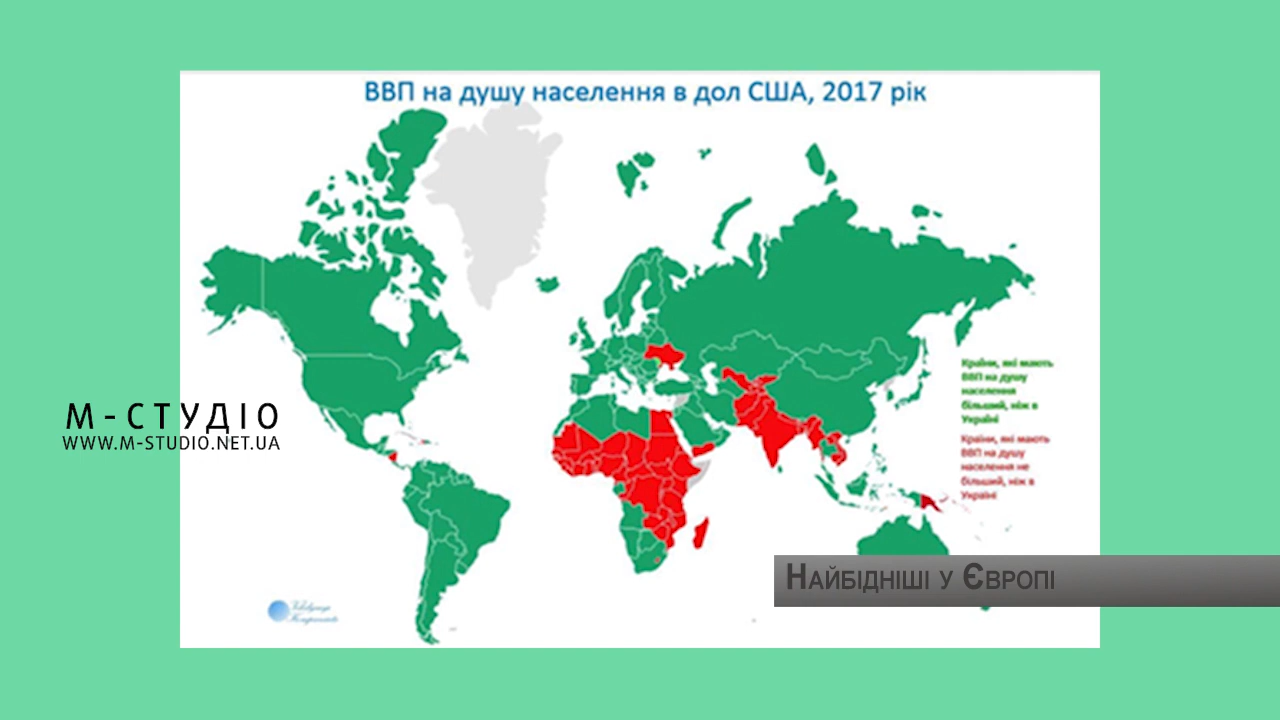 ВВП на душу населення в дол США, 2017 рік
Країни, які мають
ВВП на душу
населення
більший, ніж в
Україні
М-СТУДІО
WWW.M-STUDIO.NET.UA
Країни, які мають
ВВП на душу
населення не
більший, ніж в
Україні
НАЙБІДНІШІ У ЄВРОПІ